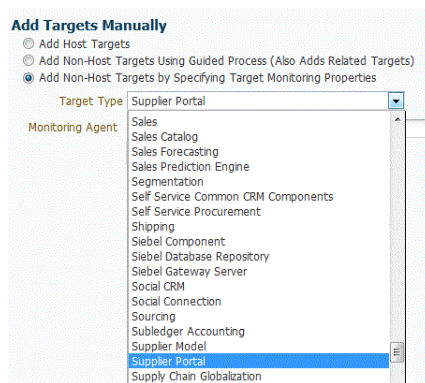 Add Targets Manually
Add Host Targets
Add Non-Host Targets Using Guided Process (Also Adds Related Targets)
Add Non-Host Targets by Specifying Target Monitoring Properties
Target Type Supplier Portal
Monitoring Agent
Sales
Sales Catalog
Sales Forecasting
Sales Prediction Engine
Segmentation
Self Service Common CRM Components
Self Service Procurement
Shipping
Siebel Component
Siebel Database Repository
Siebel Gateway Server
Social CRM
Social Connection
Sourcing
Subledger Accounting
Supplier Model
Supplier Portal
Supply Chain Globalization